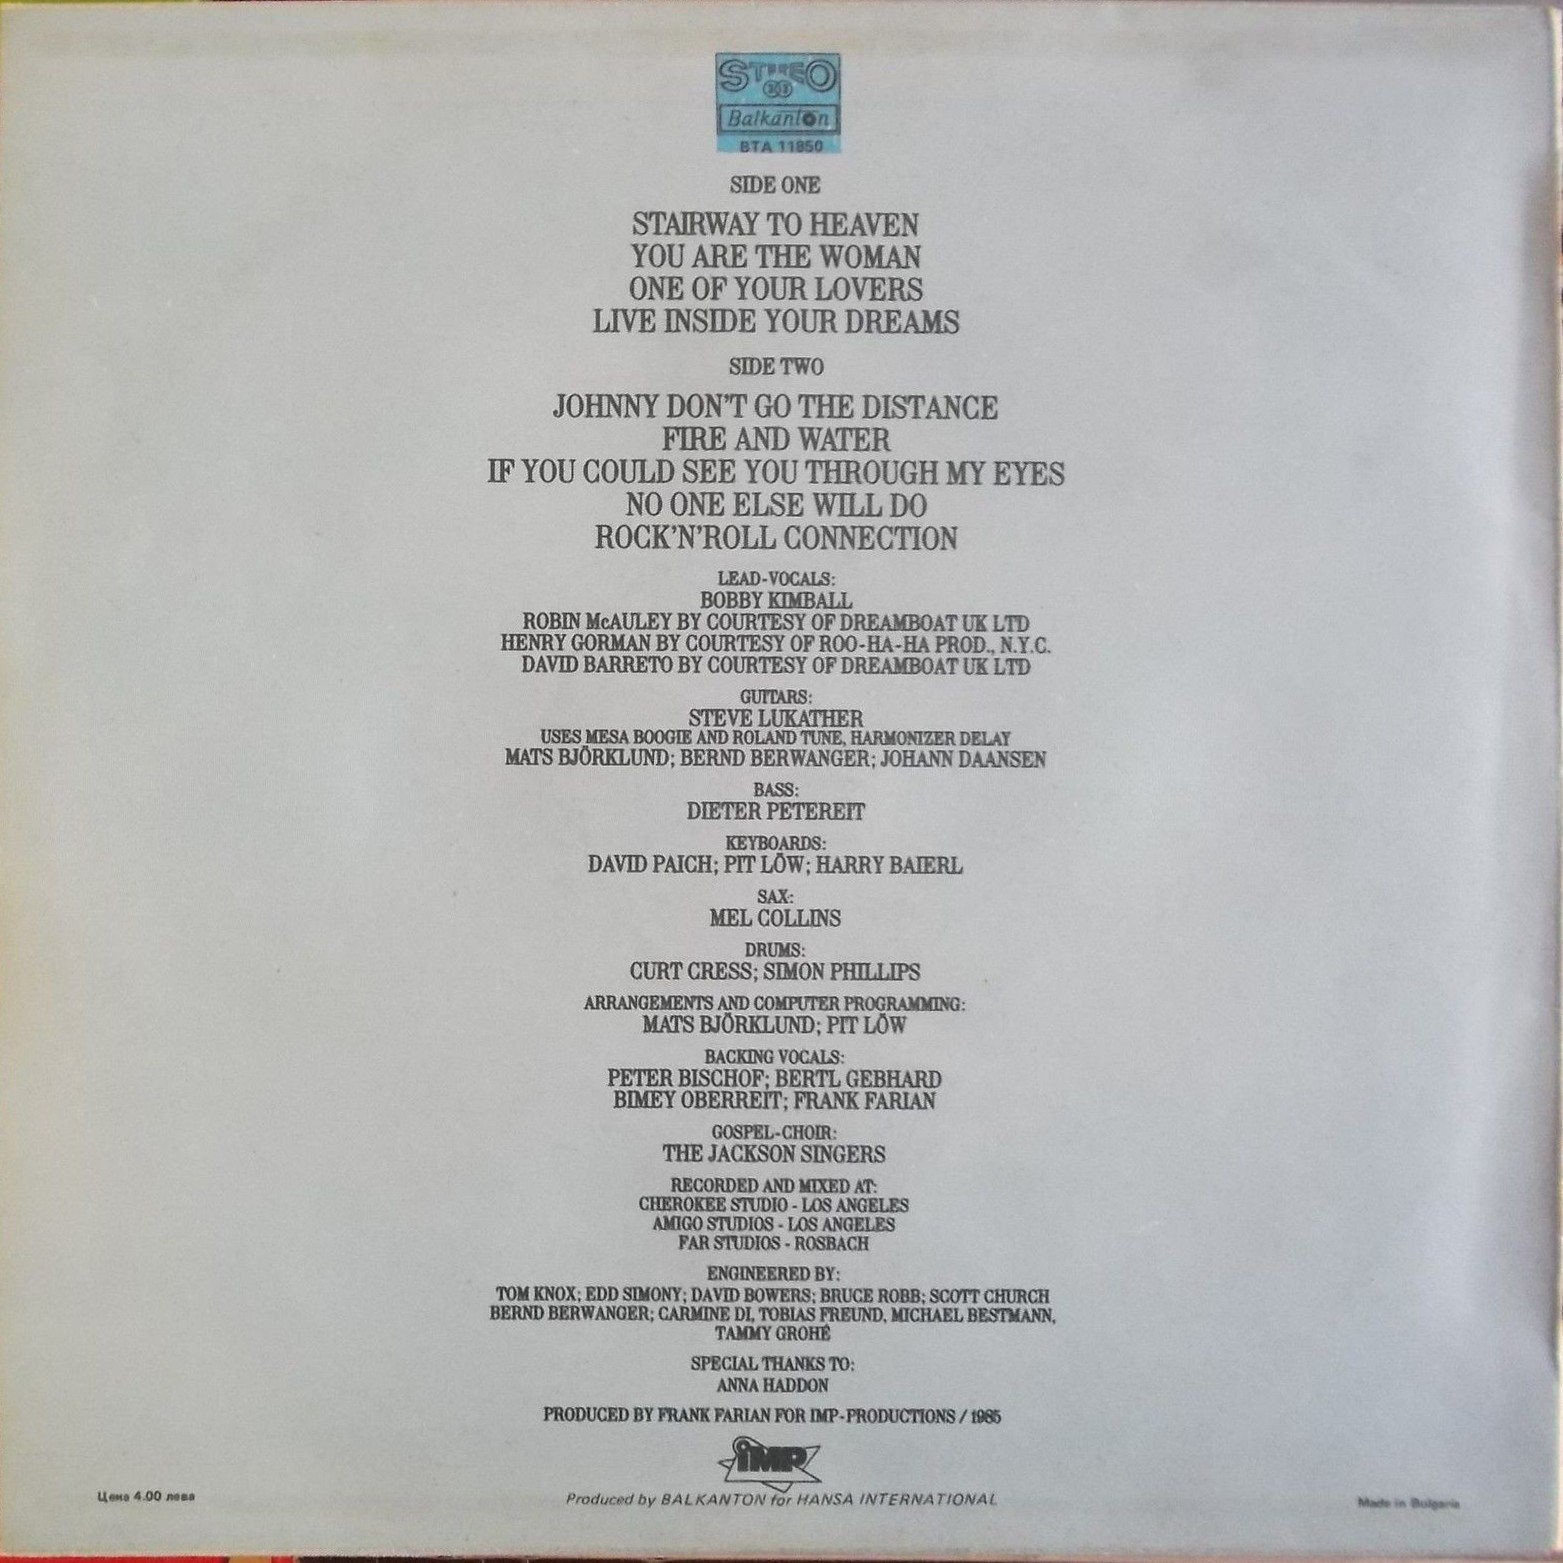 STEREO
Balkanton
BTA 11850
SIDE ONE
STAIRWAY TO HEAVEN
YOU ARE THE WOMAN
ONE OF YOUR LOVERS
LIVE INSIDE YOUR DREAMS
SIDE TWO
JOHNNY DON'T GO THE DISTANCE
FIRE AND WATER
IF YOU COULD SEE YOU THROUGH MY EYES
NO ONE ELSE WILL DO
ROCK'N'ROLL CONNECTION
LEAD-VOCALS:
BOBBY KIMBALL
ROBIN McAULEY BY COURTESY OF DREAMBOAT UK LTD
HENRY GORMAN BY COURTESY OF ROO-HA-HA PROD., N.Y.C.
DAVID BARRETO BY COURTESY OF DREAMBOAT UK LTD
GUITARS:
STEVE LUKATHER
USES MESA BOOGIE AND ROLAND TUNE, HARMONIZER DELAY
MATS BJÖRKLUND; BERND BERWANGER; JOHANN DAANSEN
BASS:
DIETER PETEREIT
KEYBOARDS:
DAVID PAICH; PIT LÖW; HARRY BAIERL
SAX:
MEL COLLINS
DRUMS:
CURT CRESS; SIMON PHILLIPS
ARRANGEMENTS AND COMPUTER PROGRAMMING:
MATS BJÖRKLUND; PIT LÖW
BACKING VOCALS:
PETER BISCHOF; BERTL GEBHARD
BIMEY OBERREIT; FRANK FARIAN
GOSPEL-CHOIR:
THE JACKSON SINGERS
RECORDED AND MIXED AT:
CHEROKEE STUDIO - LOS ANGELES
AMIGO STUDIOS - LOS ANGELES
FAR STUDIOS - ROSBACH
ENGINEERED BY:
TOM KNOX; EDD SIMONY; DAVID BOWERS; BRUCE ROBB; SCOTT CHURCH
BERND BERWANGER; CARMINE DI, TOBIAS FREUND, MICHAEL BESTMANN,
TAMMY GROHÉ
SPECIAL THANKS TO:
ANNA HADDON
PRODUCED BY FRANK FARIAN FOR IMP-PRODUCTIONS / 1985
IMP
Цена 4.00 лева
Produced by BALKANTON for HANSA INTERNATIONAL
Made in Bulgaria